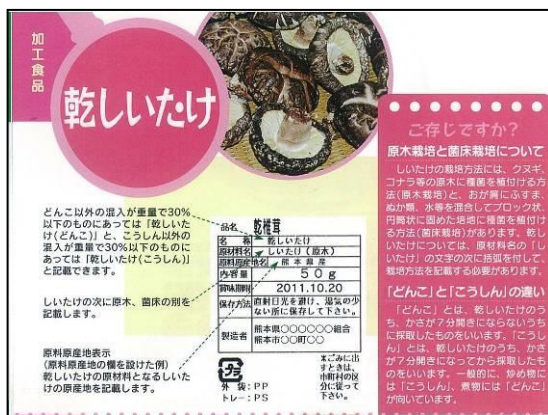 加工食品
乾しいたけ
どんこ以外の混入が重量で30%
以下のものにあっては「乾しいた
け(どんこ)」と、こうしん以外の
混入が重量で30%以下のものに
あっては「乾しいたけ(こうしん)」
と記載できます。
しいたけの次に原木、菌床の別を
記載します。
原料原産地表示
(原料原産地の欄を設けた例)
乾しいたけの原材料となるしいた
けの原産地を記載します。
品名 乾椎茸
名 称 乾しいたけ
原材料名 しいたけ(原木)
原料原産地名 熊本県産
内容量 50g
賞味期限 2011.10.20
保存方法 直射日光を避け、湿気の少
ない所に保存して下さい。
製造者 熊本県○○○○○○組合
熊本市○○町○○
プラ
外 袋:PP
トレー:PS
※ごみに出
すときは、
市町村の区
分に従って
下さい。
ご存じですか?
原木栽培と菌床栽培について
しいたけの栽培方法には、クヌギ、
コナラ等の原木に種菌を植付ける方
法(原木栽培)と、おが屑にふすま、
ぬか類、水等を混合してブロック状、
円筒状に固めた培地に種菌を植付け
る方法(菌床栽培)があります。乾し
いたけについては、原材料名の「し
いたけ」の文字の次に括弧を付して、
栽培方法を記載する必要があります。
「どんこ」と「こうしん」の違い
「どんこ」とは、乾しいたけのう
ち、かさが7分開きにならないうち
に採取したものをいいます。「こうし
ん」とは、乾しいたけのうち、かさ
が7分開きになってから採取したも
のをいいます。一般的に、炒め物に
は「こうしん」、煮物には「どんこ」
が向いています。